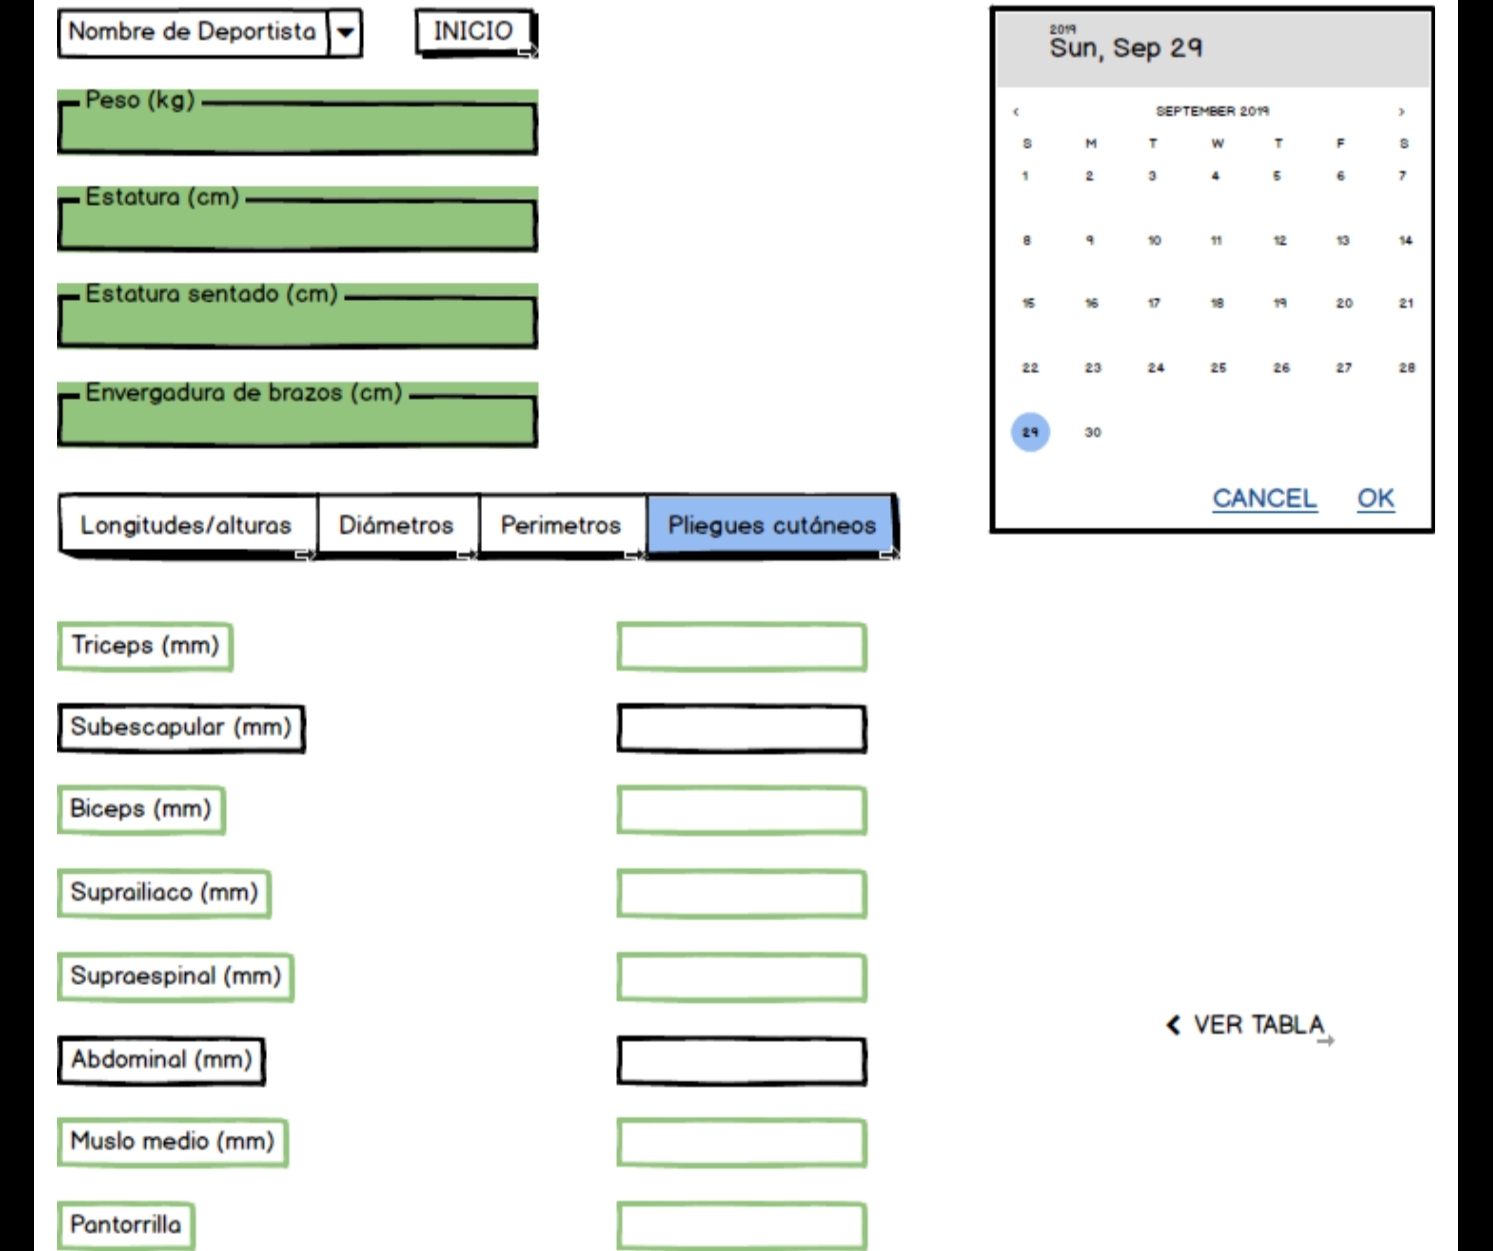 Nombre de Deportista
INICIO
Peso (kg)
Estatura (cm)
Estatura sentado (cm)
Envergadura de brazos (cm)
2019
Sun, Sep 29
< SEPTEMBER 2019 >
S M T W T F S
1 2 3 4 5 6 7
8 9 10 11 12 13 14
15 16 17 18 19 20 21
22 23 24 25 26 27 28
29 30
CANCEL OK
Longitudes/alturas Diámetros Perimetros Pliegues cutáneos
Triceps (mm)
Subescapular (mm)
Biceps (mm)
Suprailiaco (mm)
Supraespinal (mm)
Abdominal (mm)
Muslo medio (mm)
Pantorrilla
< VER TABLA